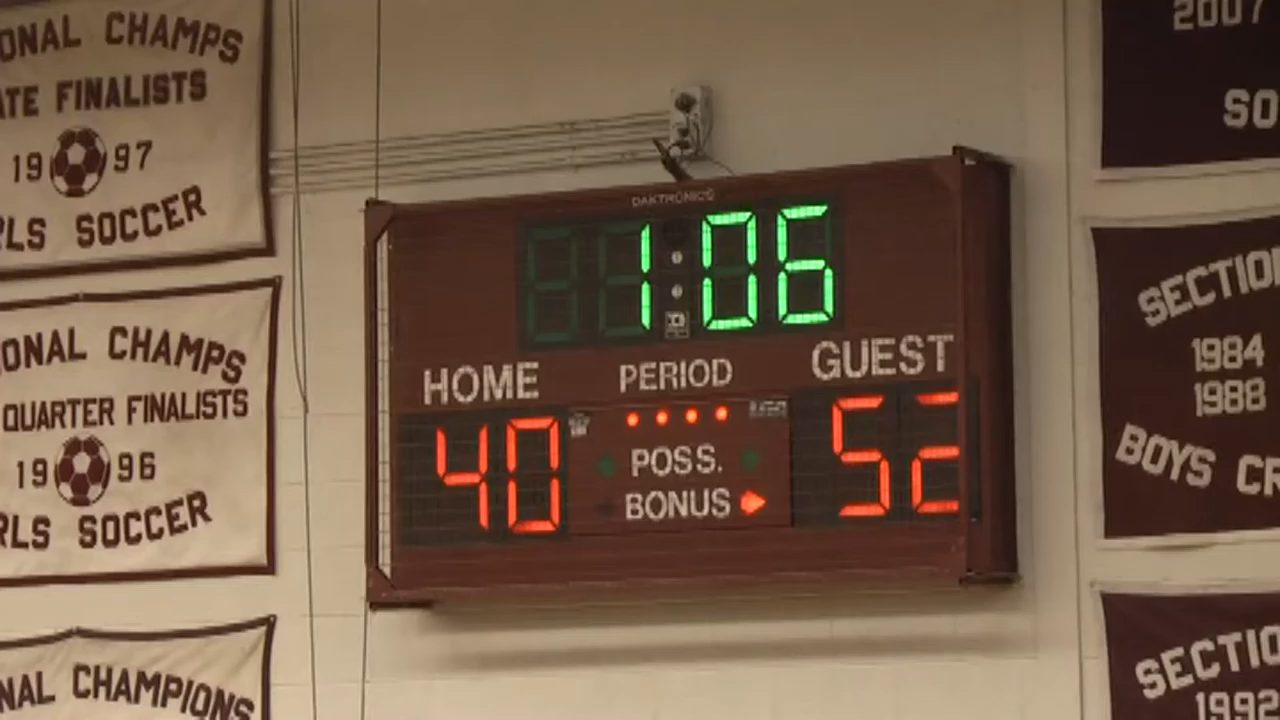 ONAL CHAMPS
ATE FINALISTS
19 97
RLS SOCCER
ONAL CHAMPS
QUARTER FINALISTS
19 96
RLS SOCCER
NAL CHAMPIONS
DAKTRONICS
1:06
HOME
PERIOD
GUEST
40
52
POSS.
BONUS
2007
SO
SECTION
1984
1988
BOYS CR
SECTIO
1992